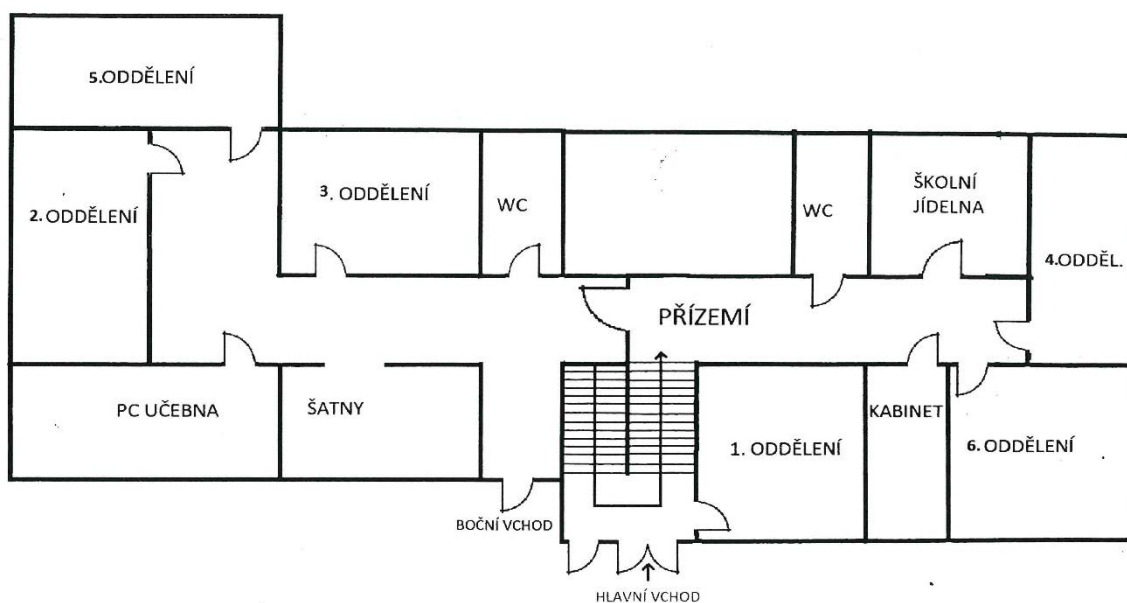 5.ODDĚLENÍ
2. ODDĚLENÍ
3. ODDĚLENÍ
WC
WC
ŠKOLNÍ
JÍDELNA
4.ODDĚL.
PŘÍZEMÍ
PC UČEBNA
ŠATNY
1. ODDĚLENÍ
KABINET
6.ODDĚLENÍ
BOČNÍ VCHOD
HLAVNÍ VCHOD